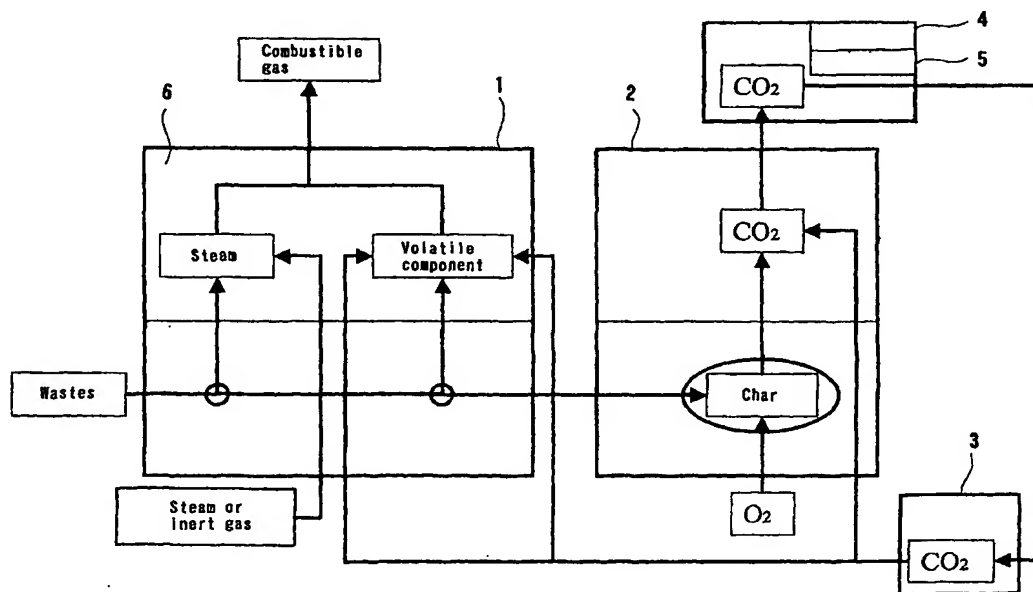 Combustible
gas
4
5
CO2
6
1
2
Steam
Volatile
component
CO2
Wastes
Char
3
Steam or
inert gas
O2
CO2